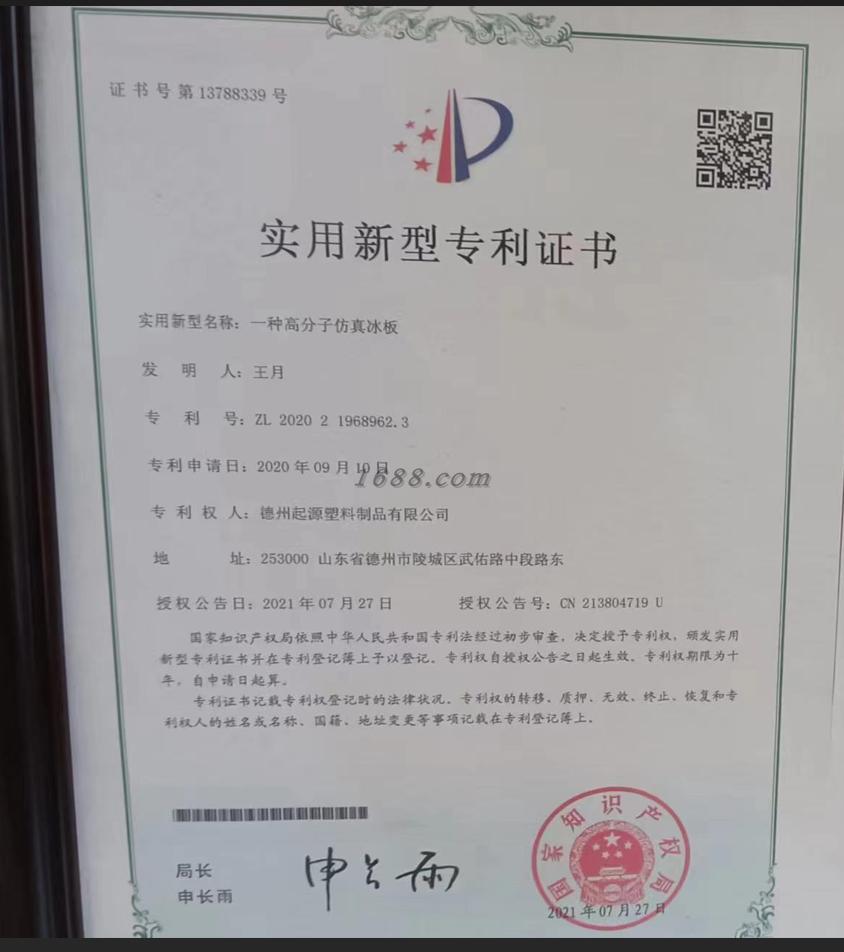 证书号第13788339号
实用新型专利证书
实用新型名称：一种高分子仿真冰板
发明人：王月
专利号：ZL 2020 2 1968962.3
专利申请日：2020年09月10日
1688.com
专利权人：德州起源塑料制品有限公司
地址：253000 山东省德州市陵城区武佑路中段路东
授权公告日：2021年07月27日 授权公告号：CN 213804719 U
国家知识产权局依照中华人民共和国专利法经过初步审查，决定授予专利权，颁发实用
新型专利证书并在专利登记簿上予以登记。专利权自授权公告之日起生效。专利权期限为十
年，自申请日起算。
专利证书记载专利权登记时的法律状况。专利权的转移、质押、无效、终止、恢复和专
利权人的姓名或名称、国籍、地址变更等事项记载在专利登记簿上。
局长
申长雨
申长雨
国家知识产权局
2021年07月27日